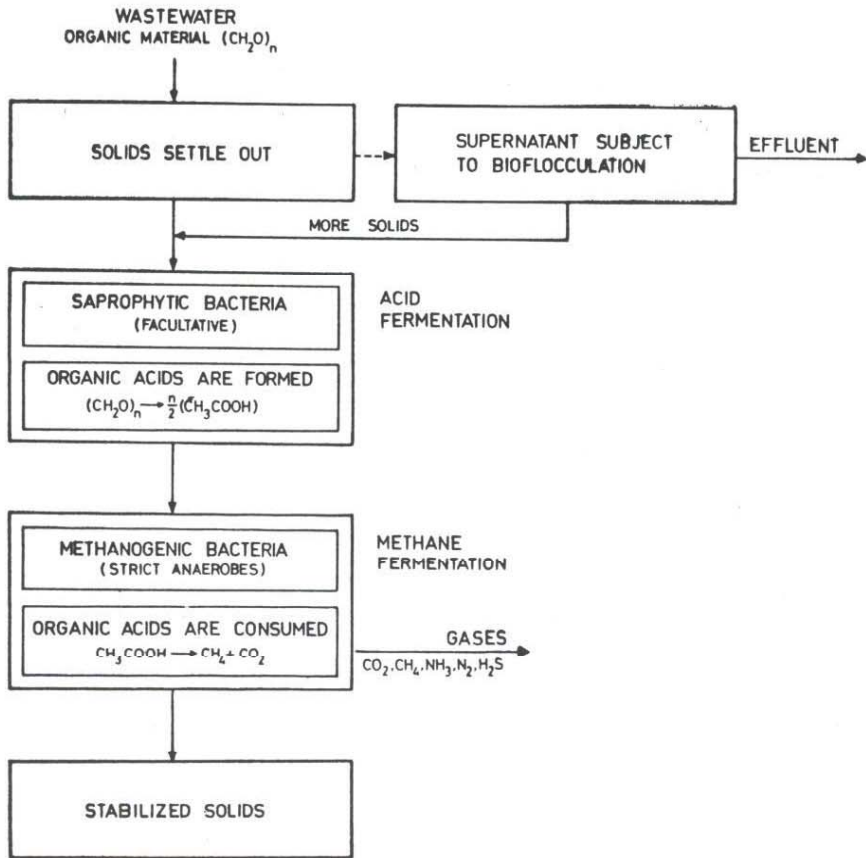 WASTEWATER
ORGANIC MATERIAL (CH₂O)ₙ
SOLIDS SETTLE OUT
SUPERNATANT SUBJECT
TO BIOFLOCCULATION
EFFLUENT
MORE SOLIDS
SAPROPHYTIC BACTERIA
(FACULTATIVE)
ACID
FERMENTATION
ORGANIC ACIDS ARE FORMED
(CH₂O)ₙ → n/2 (CH₃COOH)
METHANOGENIC BACTERIA
(STRICT ANAEROBES)
METHANE
FERMENTATION
ORGANIC ACIDS ARE CONSUMED
CH₃COOH → CH₄ + CO₂
GASES
CO₂.CH₄.NH₃.N₂.H₂S
STABILIZED SOLIDS